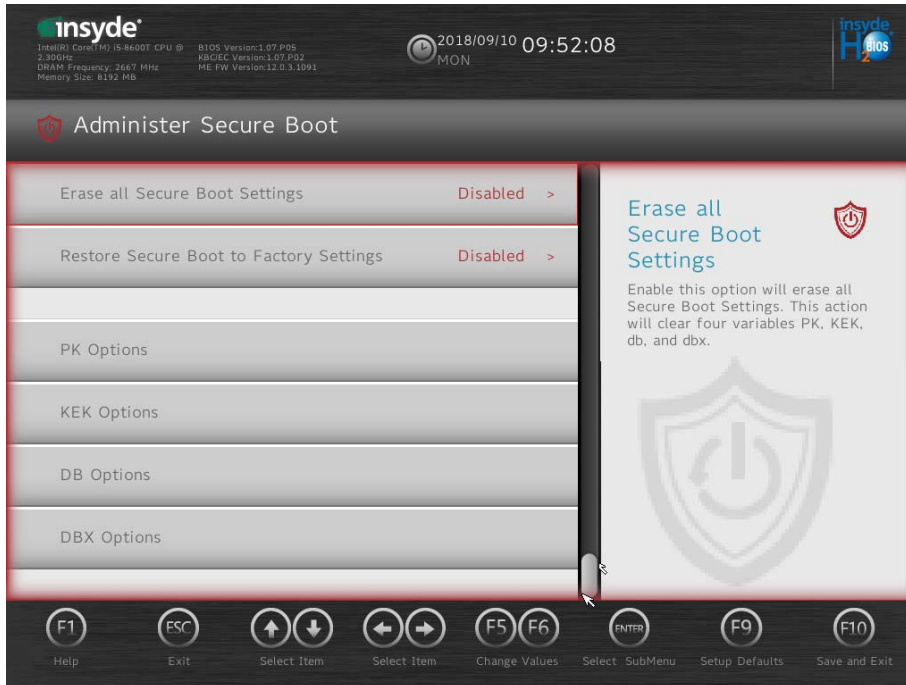 insyde®
Intel(R) Core(TM) i5-8600T CPU @
2.30GHz
DRAM Frequency: 2667 MHz
Memory Size: 8192 MB
BIOS Version:1.07.P05
KBC/EC Version:1.07.P02
ME FW Version:12.0.3.1091
2018/09/10 09:52:08
MON
insyde
H2O
BIOS
Administer Secure Boot
Erase all Secure Boot Settings Disabled >
Restore Secure Boot to Factory Settings Disabled >
PK Options
KEK Options
DB Options
DBX Options
Erase all
Secure Boot
Settings
Enable this option will erase all
Secure Boot Settings. This action
will clear four variables PK, KEK,
db, and dbx.
F1 ESC F5 F6 ENTER F9 F10
Help Exit Select Item Select Item Change Values Select SubMenu Setup Defaults Save and Exit